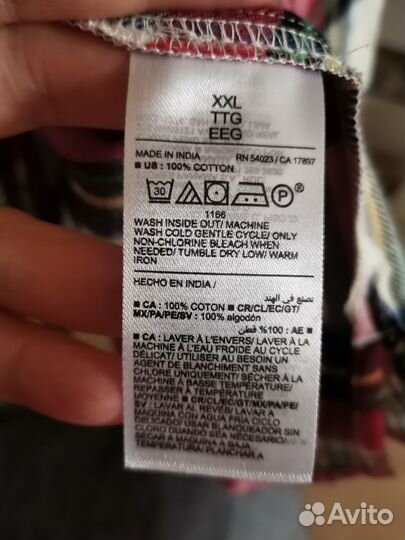 XXL
TTG
EEG
MADE IN INDIA RN 54023 / CA 17897
■ US : 100% COTTON
30 P
1166
WASH INSIDE OUT/ MACHINE
WASH COLD GENTLE CYCLE/ ONLY
NON-CHLORINE BLEACH WHEN
NEEDED/ TUMBLE DRY LOW/ WARM
IRON
HECHO EN INDIA / تصنع في الهند
■ CA : 100% COTON ■ CR/CL/EC/GT/
MX/PA/PE/SV : 100% algodón
AE : 100% قطن ■
■ CA : LAVER À L'ENVERS/ LAVER À LA
MACHINE À L'EAU FROIDE AU CYCLE
DÉLICAT/ UTILISER AU BESOIN UN
AGENT DE BLANCHIMENT SANS
CHLORE UNIQUEMENT/ SÉCHER À LA
MACHINE À BASSE TEMPÉRATURE/
REPASSER À TEMPÉRATURE
MOYENNE ■ CR/CL/EC/GT/MX/PA/PE/
SV : LAVAR AL REVÉS/ LAVAR A
MAQUINA CON AGUA FRIA CICLO
DELICADO/ USAR BLANQUEADOR SIN
CLORO CUANDO SEA NECESARIO/
SECAR A MAQUINA A BAJA
TEMPERATURA/ PLANCHAR A
Avito